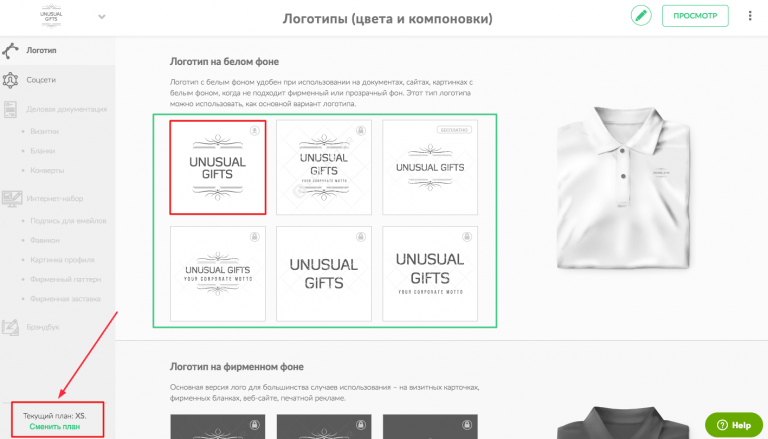 UNUSUAL
GIFTS
Логотипы (цвета и компоновки)
ПРОСМОТР
Логотип
Соцсети
Деловая документация
Визитки
Бланки
Конверты
Интернет-набор
Подпись для емейлов
Фавикон
Картинка профиля
Фирменный паттерн
Фирменная заставка
Брэндбук
Текущий план: XS.
Сменить план
Логотип на белом фоне
Логотип с белым фоном удобен при использовании на документах, сайтах, картинках с
белым фоном, когда не подходит фирменный или прозрачный фон. Этот тип логотипа
можно использовать, как основной вариант логотипа.
UNUSUAL
GIFTS
UNUSUAL
GIFTS
YOUR CORPORATE MOTTO
БЕСПЛАТНО
UNUSUAL GIFTS
UNUSUAL GIFTS
YOUR CORPORATE MOTTO
UNUSUAL
GIFTS
UNUSUAL
GIFTS
YOUR CORPORATE MOTTO
Логотип на фирменном фоне
Основная версия лого для большинства случаев использования – на визитных карточках,
фирменных бланках, веб-сайте, печатной рекламе.
Help